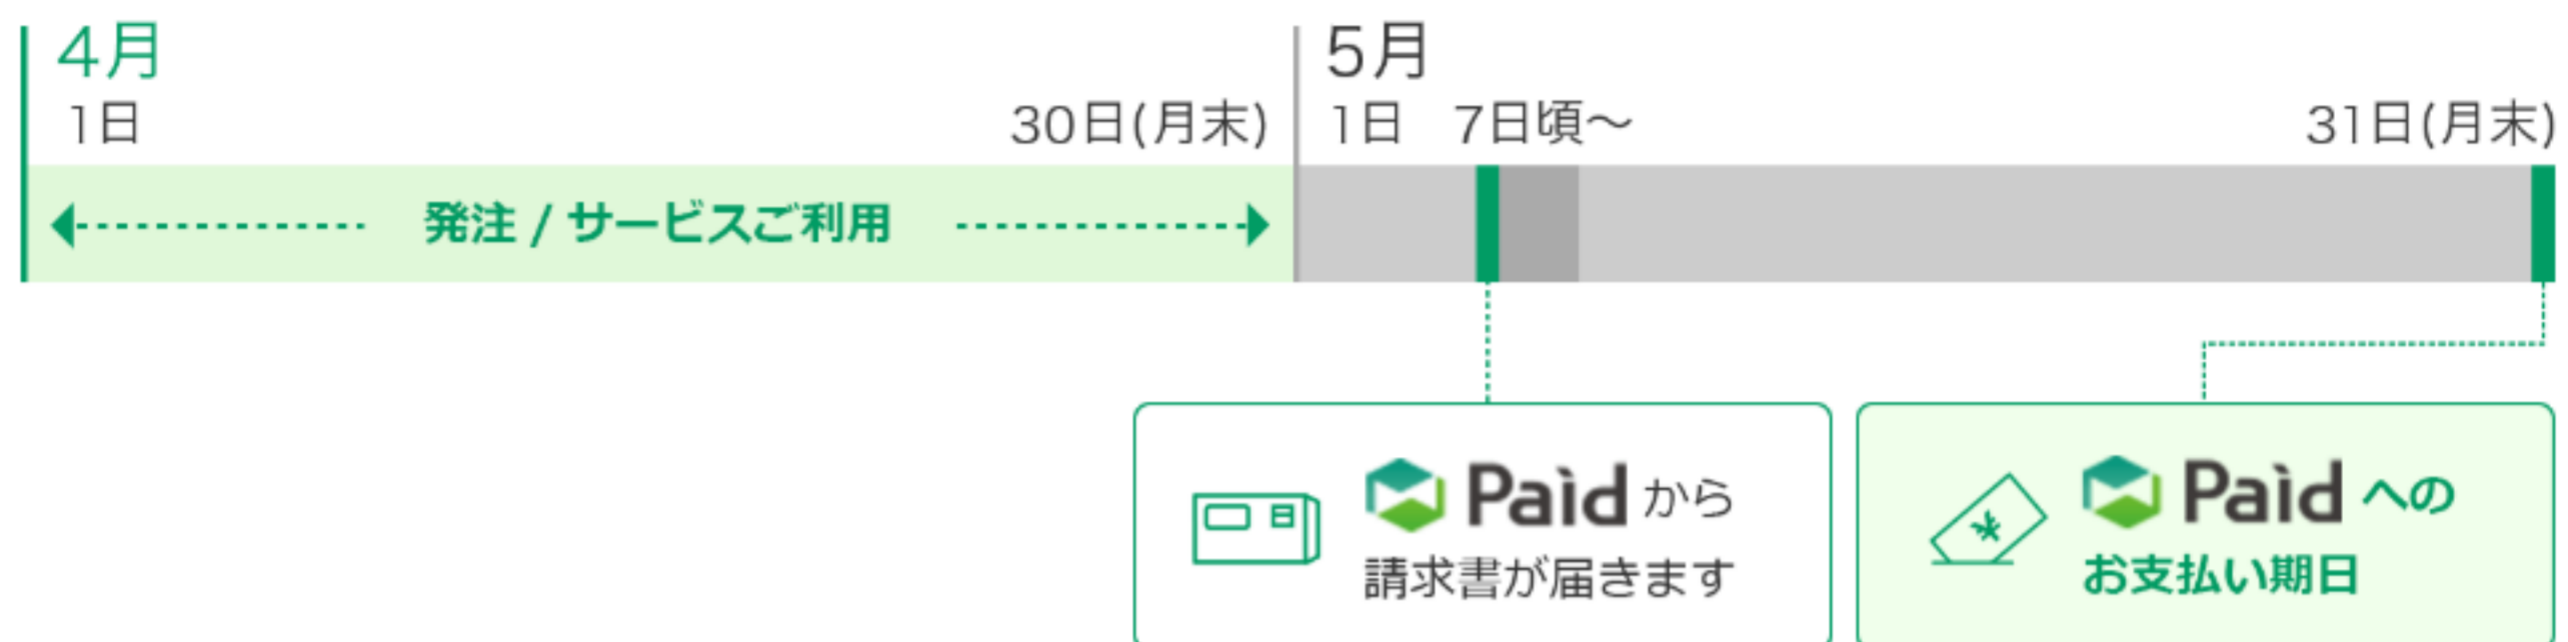 4月
5月
1日
30日(月末)
1日
7日頃〜
31日(月末)
発注 / サービスご利用
Paid から
請求書が届きます
¥
Paid への
お支払い期日